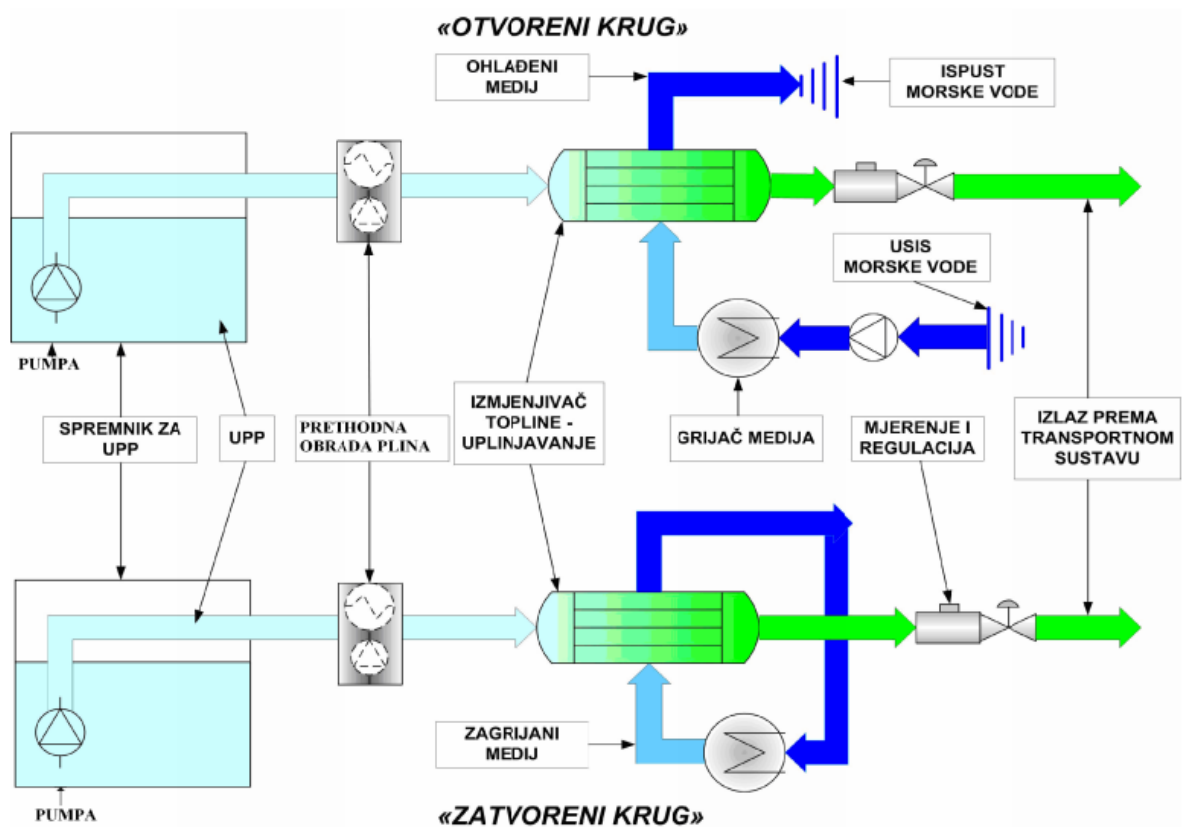 «OTVORENI KRUG»
OHLAĐENI
MEDIJ
ISPUST
MORSKE VODE
USIS
MORSKE VODE
PUMPA
SPREMNIK ZA
UPP
UPP
PRETHODNA
OBRADA PLINA
IZMJENJIVAČ
TOPLINE -
UPLINJAVANJE
GRIJAČ MEDIJA
MJERENJE I
REGULACIJA
IZLAZ PREMA
TRANSPORTNOM
SUSTAVU
ZAGRIJANI
MEDIJ
PUMPA
«ZATVORENI KRUG»